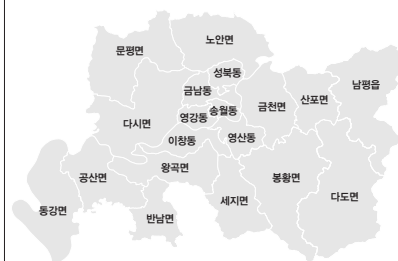 노안면
문평면
성북동
남평읍
금남동
산포면
금천면
송월동
영강동
다시면
영산동
이창동
왕곡면
봉황면
공산면
다도면
세지면
동강면
반남면